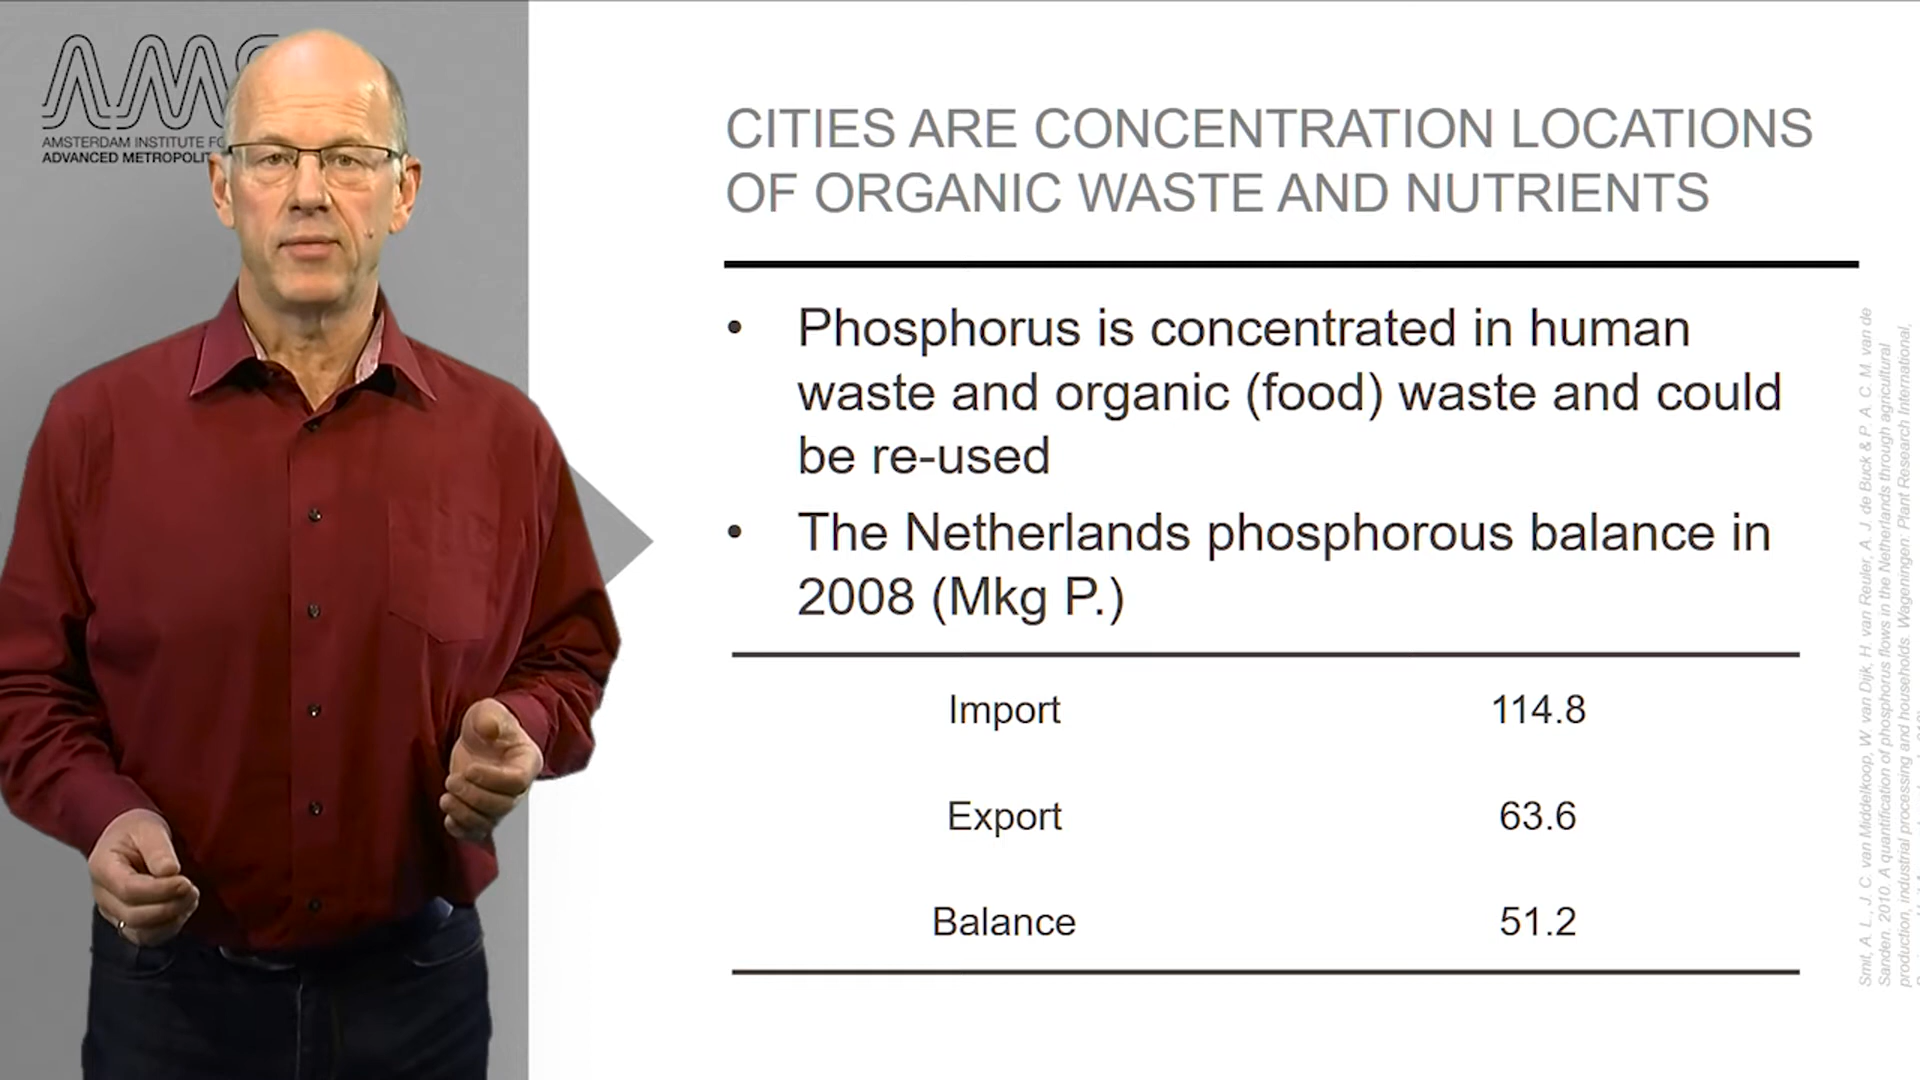 AMS
AMSTERDAM INSTITUTE FO
ADVANCED METROPOLIT
CITIES ARE CONCENTRATION LOCATIONS
OF ORGANIC WASTE AND NUTRIENTS
• Phosphorus is concentrated in human
waste and organic (food) waste and could
be re-used
• The Netherlands phosphorous balance in
2008 (Mkg P.)
Import 114.8
Export 63.6
Balance 51.2
Smit, A. L., J. C. van Middelkoop, W. van Dijk, H. van Reuler, A. J. de Buck & P. A. C. M. van de
Sanden. 2010. A quantification of phosphorus flows in the Netherlands through agricultural
production, industrial processing and households. Wageningen: Plant Research International,